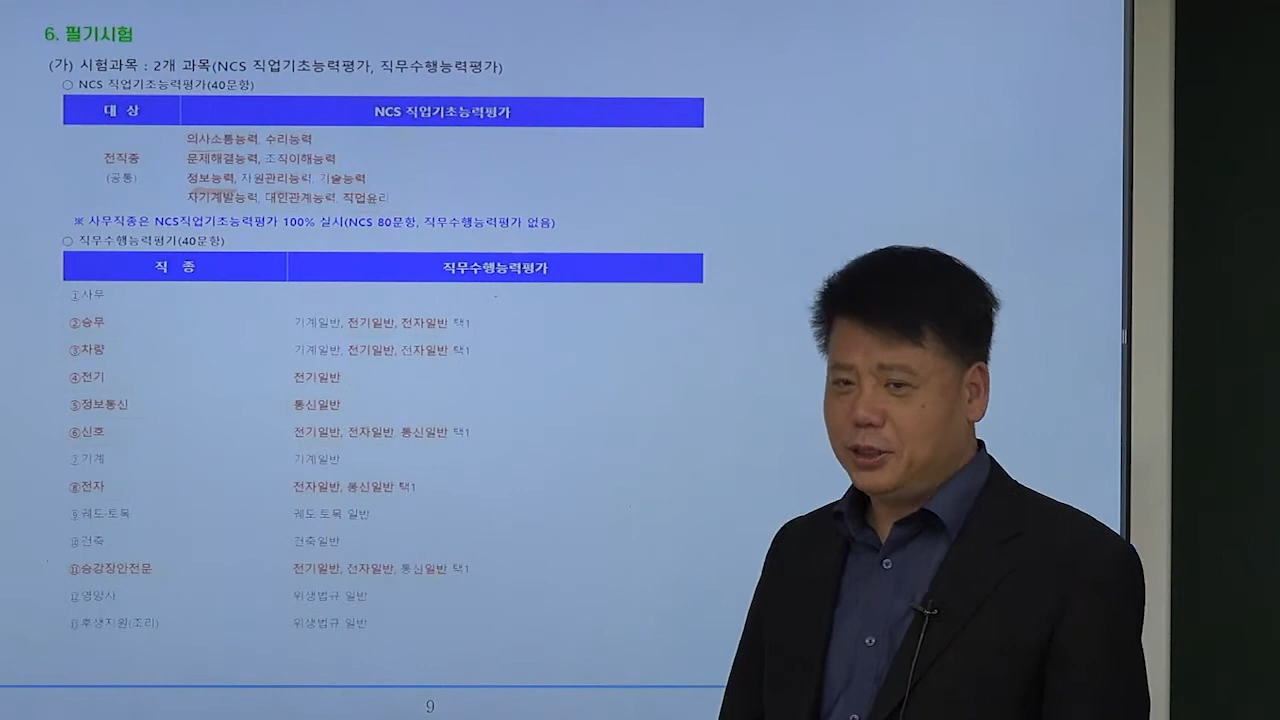 6. 필기시험
(가) 시험과목 : 2개 과목(NCS 직업기초능력평가, 직무수행능력평가)
○ NCS 직업기초능력평가(40문항)
대 상 NCS 직업기초능력평가
의사소통능력, 수리능력
전직종 문제해결능력, 조직이해능력
(공통) 정보능력, 자원관리능력, 기술능력
자기계발능력, 대인관계능력, 직업윤리
※ 사무직종은 NCS직업기초능력평가 100% 실시(NCS 80문항, 직무수행능력평가 없음)
○ 직무수행능력평가(40문항)
직 종 직무수행능력평가
①사무
②승무 기계일반, 전기일반, 전자일반 택1
③차량 기계일반, 전기일반, 전자일반 택1
④전기 전기일반
⑤정보통신 통신일반
⑥신호 전기일반, 전자일반, 통신일반 택1
⑦기계 기계일반
⑧전자 전자일반, 통신일반 택1
⑨궤도·토목 궤도·토목 일반
⑩건축 건축일반
⑪승강장안전문 전기일반, 전자일반, 통신일반 택1
⑫영양사 위생법규 일반
⑬후생지원(조리) 위생법규 일반
9